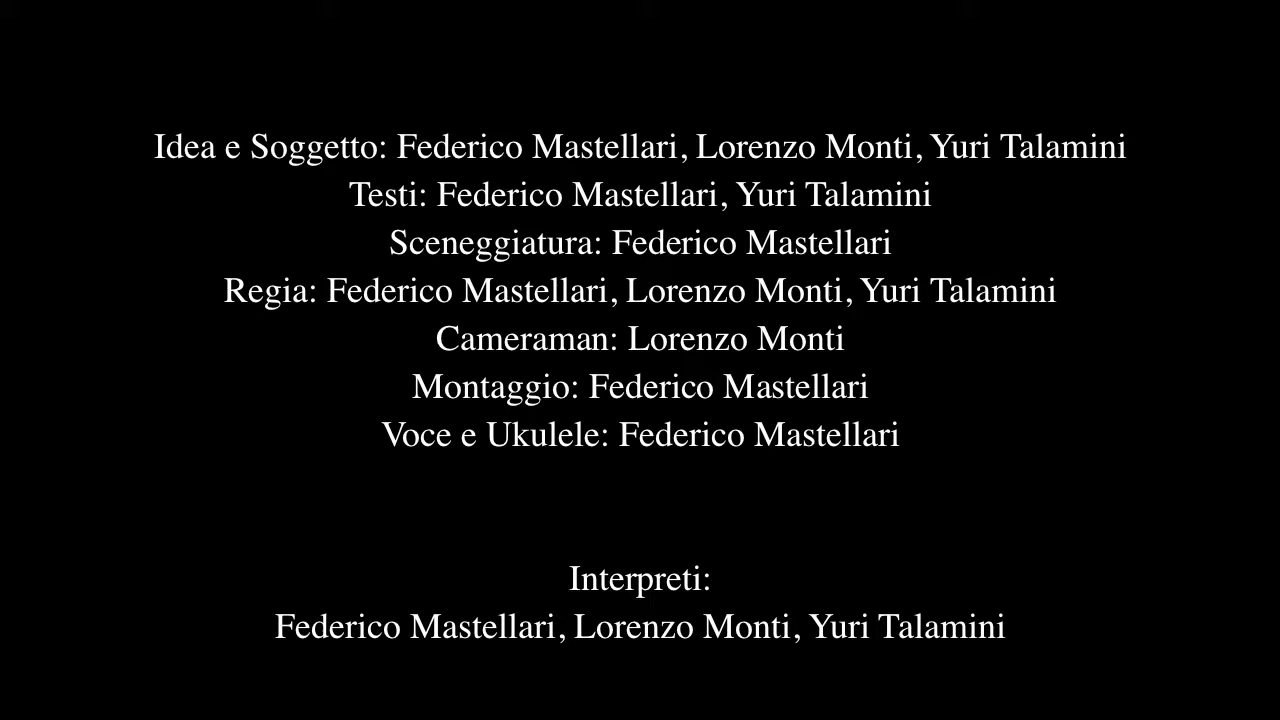 Idea e Soggetto: Federico Mastellari, Lorenzo Monti, Yuri Talamini
Testi: Federico Mastellari, Yuri Talamini
Sceneggiatura: Federico Mastellari
Regia: Federico Mastellari, Lorenzo Monti, Yuri Talamini
Cameraman: Lorenzo Monti
Montaggio: Federico Mastellari
Voce e Ukulele: Federico Mastellari
Interpreti:
Federico Mastellari, Lorenzo Monti, Yuri Talamini